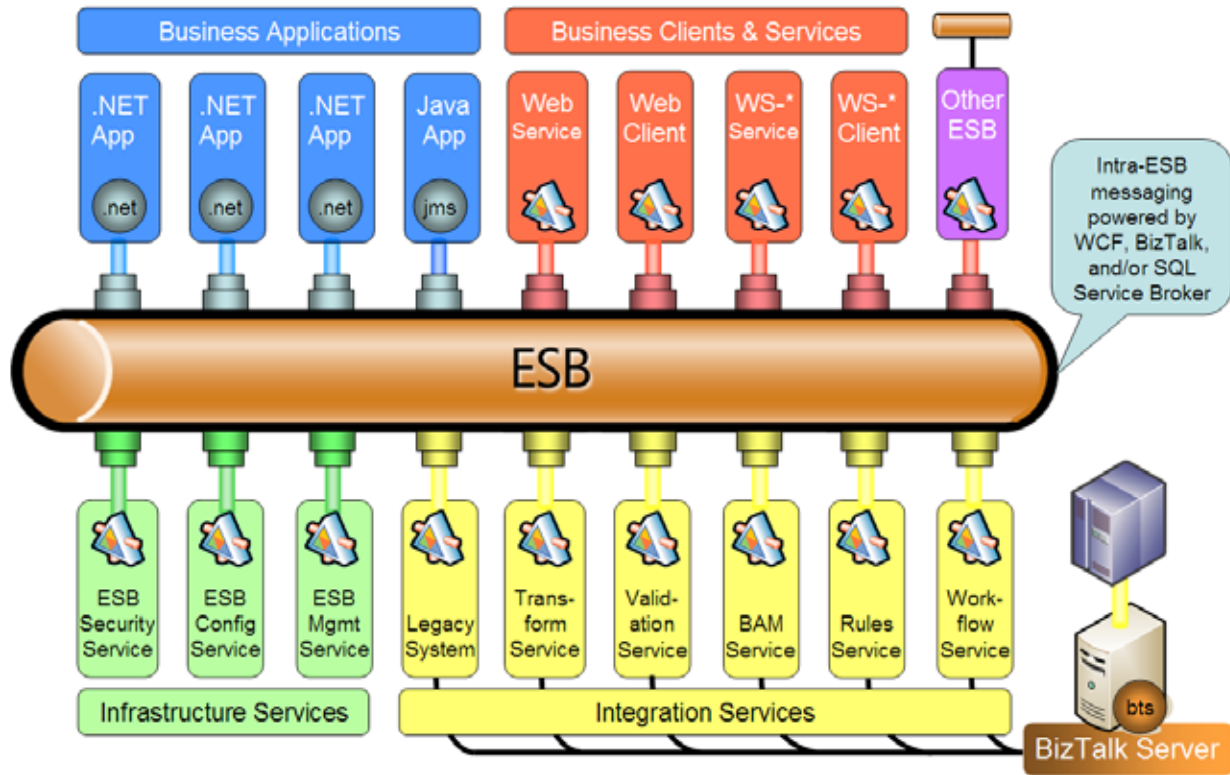 Business Applications
Business Clients & Services
.NET
App
.net
.NET
App
.net
.NET
App
.net
Java
App
jms
Web
Service
Web
Client
WS-*
Service
WS-*
Client
Other
ESB
Intra-ESB
messaging
powered by
WCF, BizTalk,
and/or SQL
Service Broker
ESB
ESB
Security
Service
ESB
Config
Service
ESB
Mgmt
Service
Legacy
System
Trans-
form
Service
Valid-
ation
Service
BAM
Service
Rules
Service
Work-
flow
Service
Infrastructure Services
Integration Services
bts
BizTalk Server